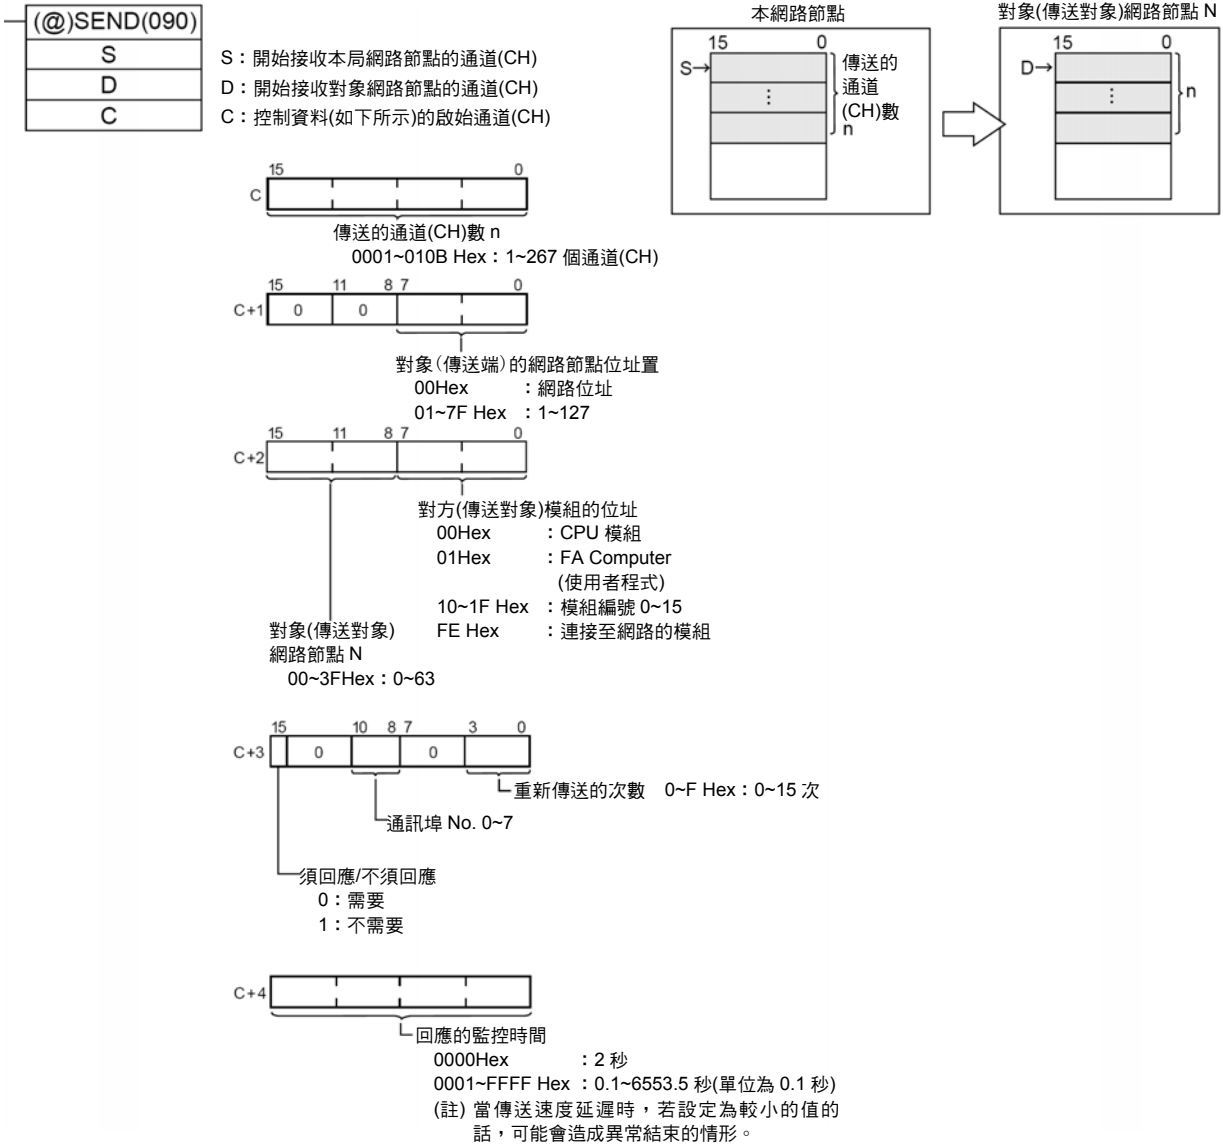 (@)SEND(090)
S
D
C
S：開始接收本局網路節點的通道(CH)
D：開始接收對象網路節點的通道(CH)
C：控制資料(如下所示)的啟始通道(CH)
本網路節點
15 0
S→
傳送的
通道
(CH)數
n
對象(傳送對象)網路節點 N
15 0
D→
n
15 0
C
傳送的通道(CH)數 n
0001~010B Hex：1~267 個通道(CH)
15 11 8 7 0
C+1 0 0
對象(傳送端)的網路節點位址置
00Hex ：網路位址
01~7F Hex ：1~127
15 11 8 7 0
C+2
對方(傳送對象)模組的位址
00Hex ：CPU 模組
01Hex ：FA Computer
(使用者程式)
10~1F Hex ：模組編號 0~15
FE Hex ：連接至網路的模組
對象(傳送對象)
網路節點 N
00~3FHex：0~63
15 10 8 7 3 0
C+3 0 0
重新傳送的次數 0~F Hex：0~15 次
通訊埠 No. 0~7
須回應/不須回應
0：需要
1：不需要
C+4
回應的監控時間
0000Hex ：2 秒
0001~FFFF Hex ：0.1~6553.5 秒(單位為 0.1 秒)
(註) 當傳送速度延遲時，若設定為較小的值的
話，可能會造成異常結束的情形。